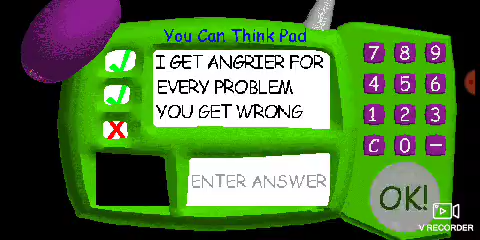 You Can Think Pad
I GET ANGRIER FOR
EVERY PROBLEM
YOU GET WRONG
7 8 9
4 5 6
1 2 3
C 0 -
ENTER ANSWER
OK!
V RECORDER